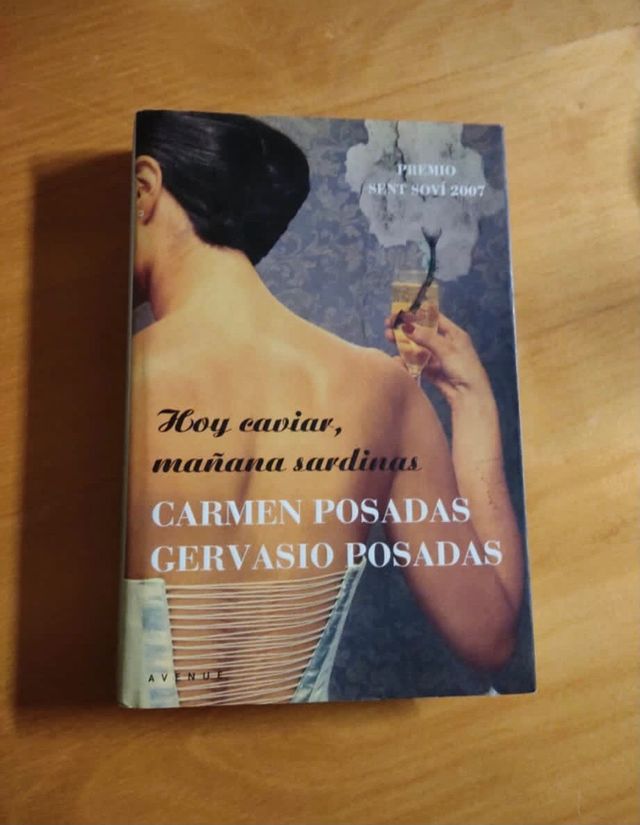 PREMIO
SENT SOVÍ 2007
Hoy caviar,
mañana sardinas
CARMEN POSADAS
GERVASIO POSADAS
AVENUE